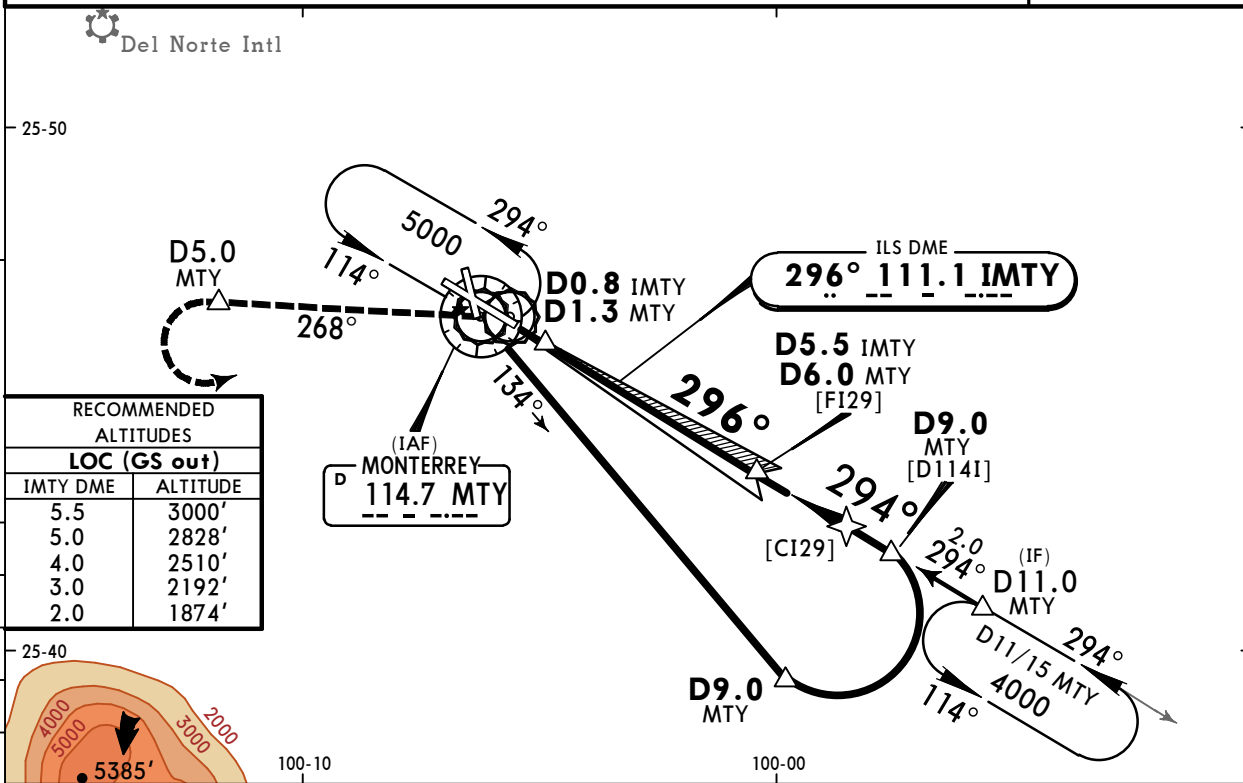 Del Norte Intl
25-50
5000
294°
114°
D5.0
MTY
268°
D0.8 IMTY
D1.3 MTY
ILS DME
296° 111.1 IMTY
D5.5 IMTY
D6.0 MTY
[FI29]
296°
134°
(IAF)
MONTERREY
D 114.7 MTY
D9.0
MTY
[D114I]
294°
[CI29]
2.0
294°
(IF)
D11.0
MTY
D11/15 MTY
4000
294°
114°
D9.0
MTY
RECOMMENDED
ALTITUDES
LOC (GS out)
IMTY DME ALTITUDE
5.5 3000'
5.0 2828'
4.0 2510'
3.0 2192'
2.0 1874'
25-40
4000
5000
3000
2000
5385'
100-10
100-00